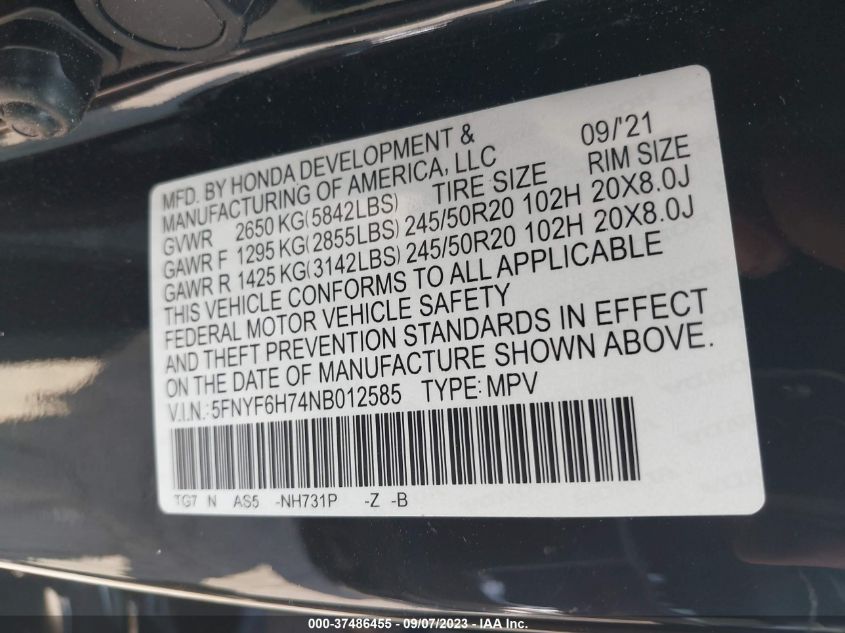 MFD. BY HONDA DEVELOPMENT & 09/'21
MANUFACTURING OF AMERICA, LLC
GVWR 2650 KG(5842LBS) TIRE SIZE RIM SIZE
GAWR F 1295 KG(2855LBS) 245/50R20 102H 20X8.0J
GAWR R 1425 KG(3142LBS) 245/50R20 102H 20X8.0J
THIS VEHICLE CONFORMS TO ALL APPLICABLE
FEDERAL MOTOR VEHICLE SAFETY
AND THEFT PREVENTION STANDARDS IN EFFECT
ON THE DATE OF MANUFACTURE SHOWN ABOVE.
V.I.N.: 5FNYF6H74NB012585 TYPE: MPV
TG7 N AS5 -NH731P -Z -B
000-37486455 - 09/07/2023 - IAA Inc.